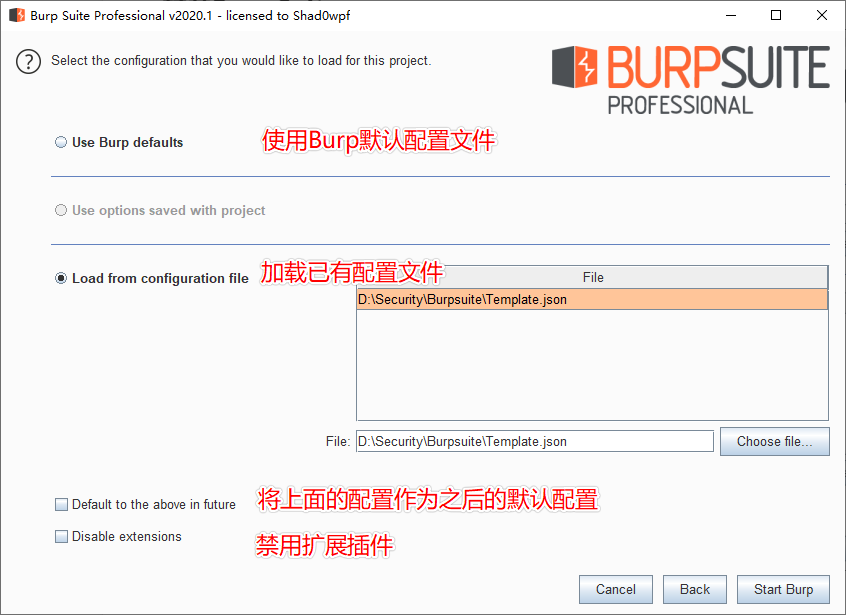 Burp Suite Professional v2020.1 - licensed to Shad0wpf
? Select the configuration that you would like to load for this project.
BURPSUITE
PROFESSIONAL
Use Burp defaults 使用Burp默认配置文件
Use options saved with project
Load from configuration file 加载已有配置文件 File
D:\Security\Burpsuite\Template.json
File: D:\Security\Burpsuite\Template.json Choose file...
Default to the above in future 将上面的配置作为之后的默认配置
Disable extensions 禁用扩展插件
Cancel Back Start Burp